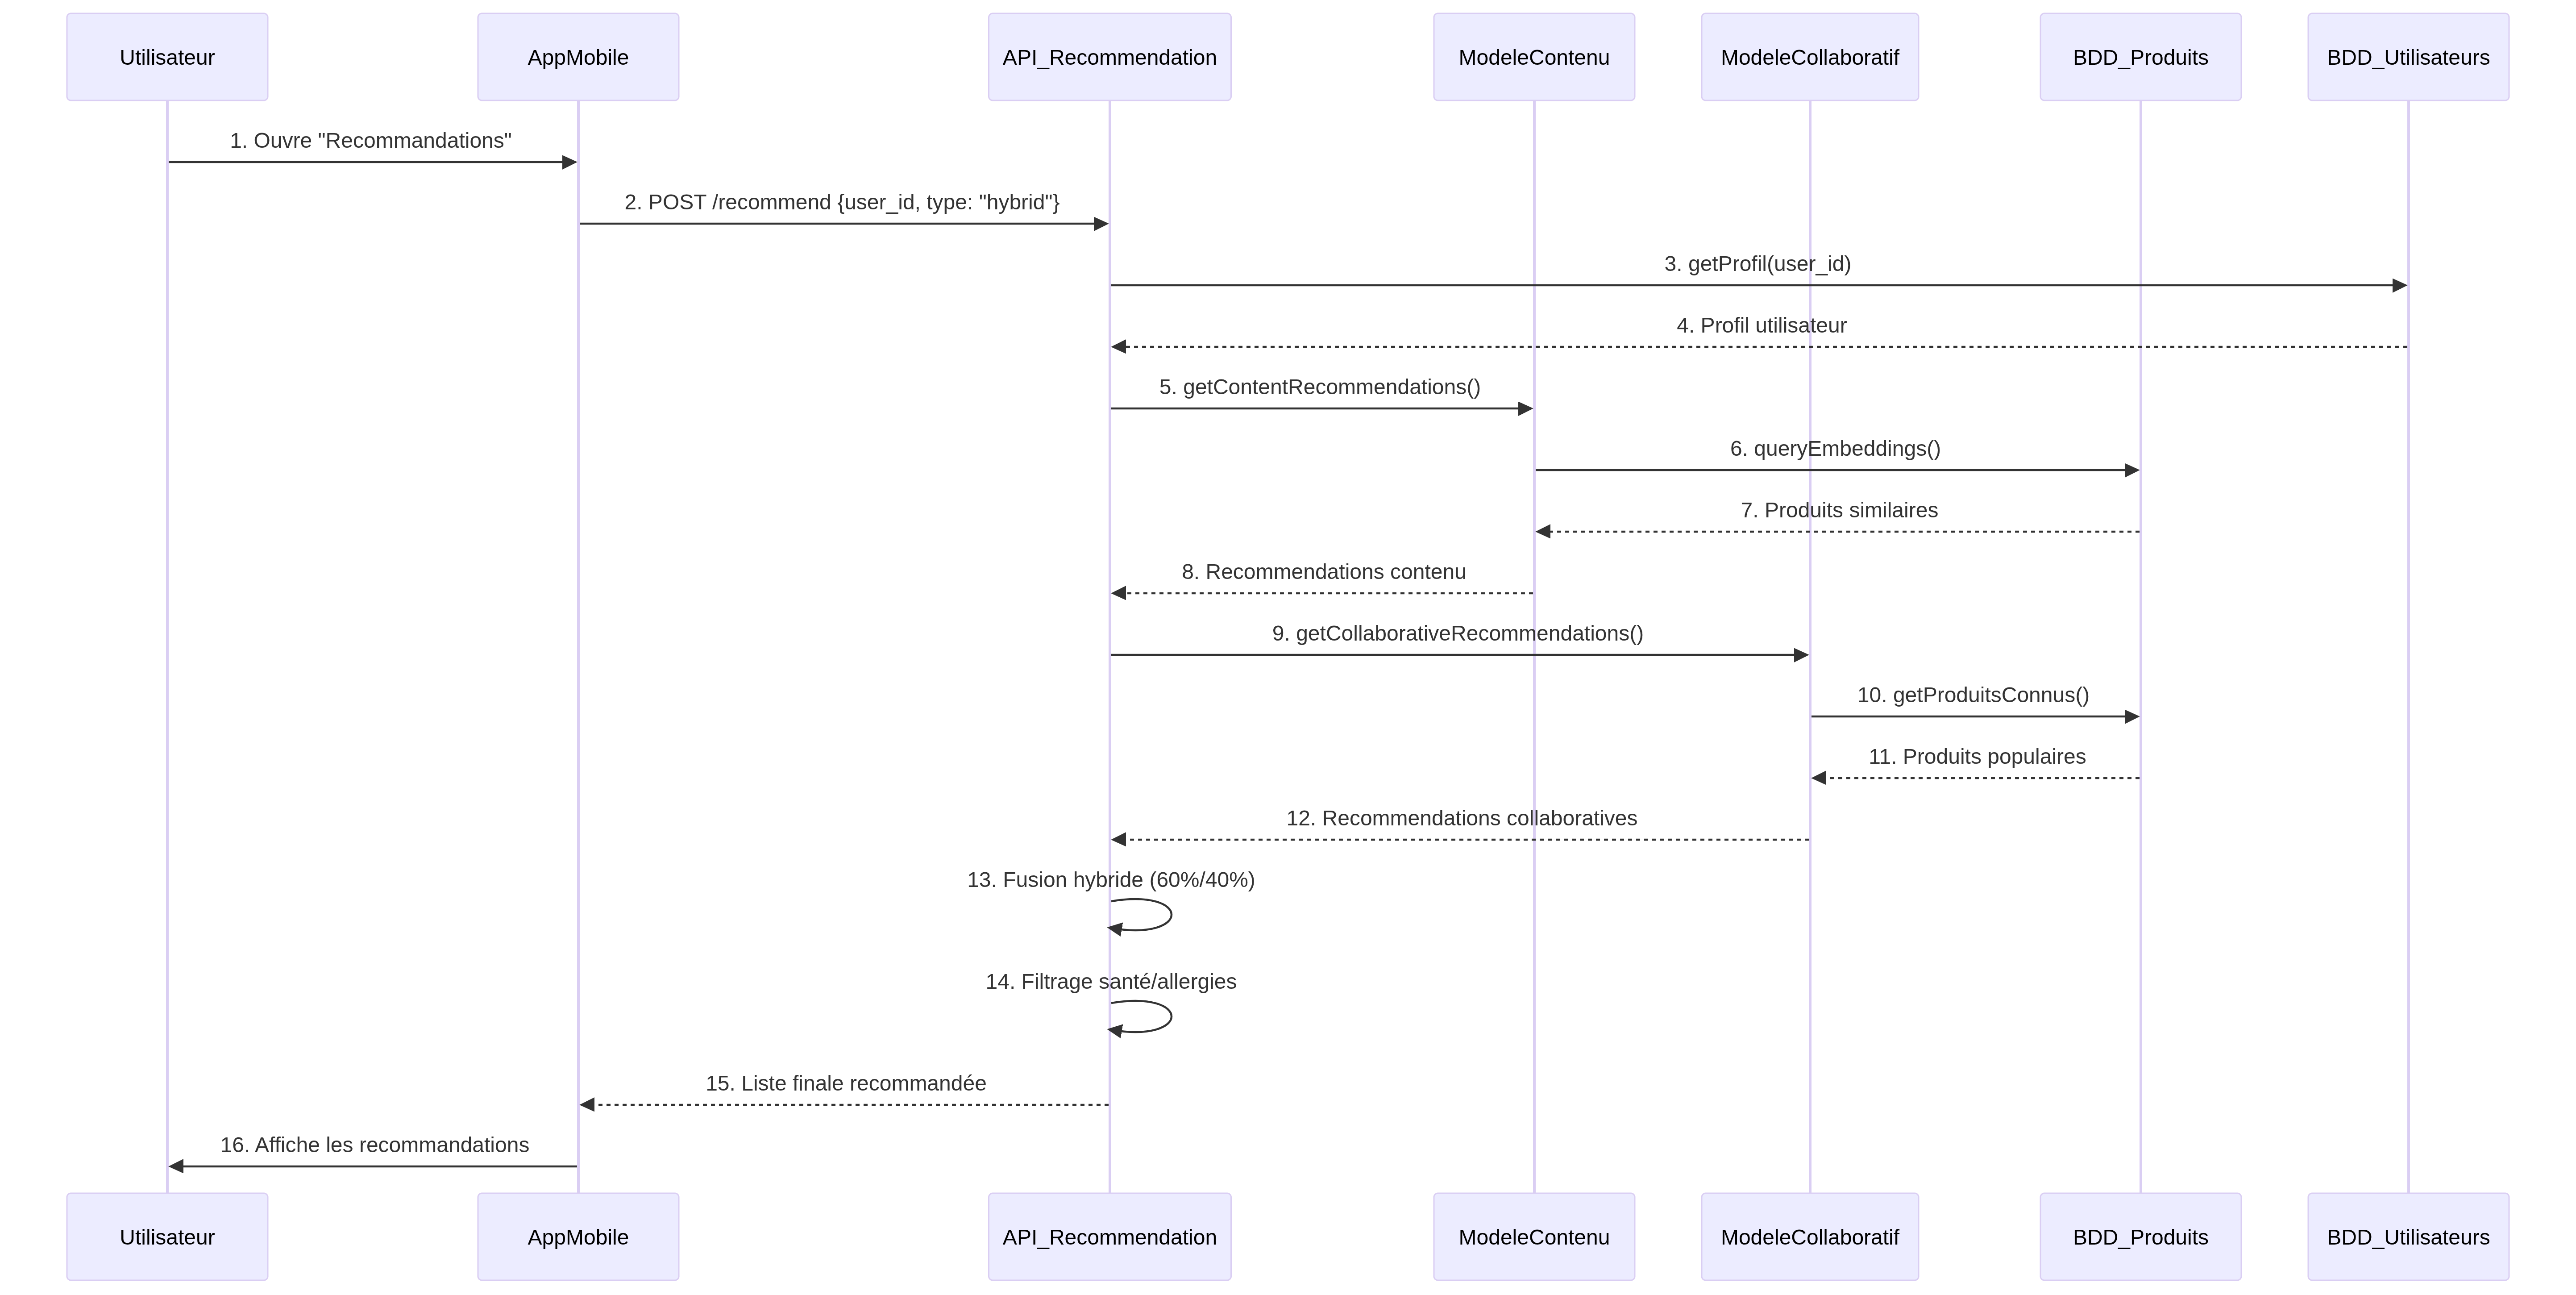 Utilisateur
AppMobile
API_Recommendation
ModeleContenu
ModeleCollaboratif
BDD_Produits
BDD_Utilisateurs
1. Ouvre "Recommandations"
2. POST /recommend {user_id, type: "hybrid"}
3. getProfil(user_id)
4. Profil utilisateur
5. getContentRecommendations()
6. queryEmbeddings()
7. Produits similaires
8. Recommendations contenu
9. getCollaborativeRecommendations()
10. getProduitsConnus()
11. Produits populaires
12. Recommendations collaboratives
13. Fusion hybride (60%/40%)
14. Filtrage santé/allergies
15. Liste finale recommandée
16. Affiche les recommandations
Utilisateur
AppMobile
API_Recommendation
ModeleContenu
ModeleCollaboratif
BDD_Produits
BDD_Utilisateurs